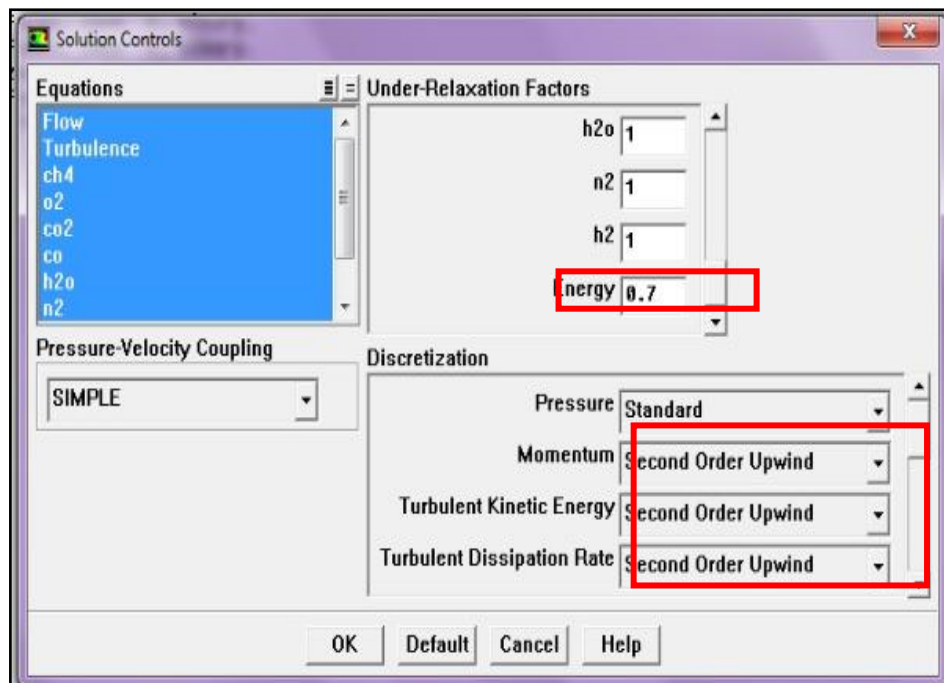 Solution Controls
Equations
Flow
Turbulence
ch4
o2
co2
co
h2o
n2
Under-Relaxation Factors
h2o 1
n2 1
h2 1
Energy 0.7
Pressure-Velocity Coupling
SIMPLE
Discretization
Pressure Standard
Momentum Second Order Upwind
Turbulent Kinetic Energy Second Order Upwind
Turbulent Dissipation Rate Second Order Upwind
OK Default Cancel Help